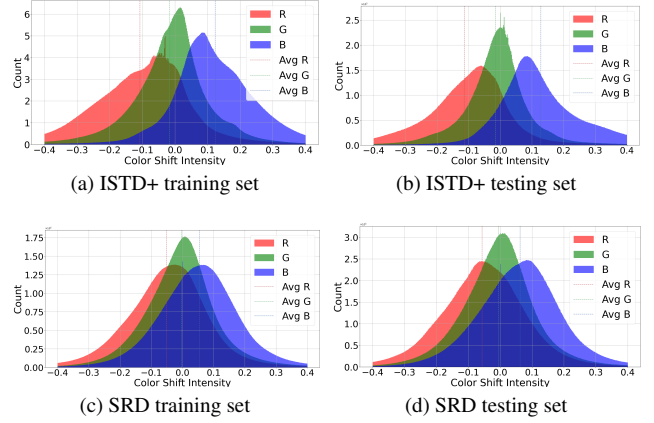 6
5
4
3
2
1
0
Count
R
G
B
Avg R
Avg G
Avg B
−0.4 −0.3 −0.2 −0.1 0.0 0.1 0.2 0.3 0.4
Color Shift Intensity
(a) ISTD+ training set
2.5
2.0
1.5
1.0
0.5
0.0
Count
R
G
B
Avg R
Avg G
Avg B
−0.4 −0.3 −0.2 −0.1 0.0 0.1 0.2 0.3 0.4
Color Shift Intensity
(b) ISTD+ testing set
1.75
1.50
1.25
1.00
0.75
0.50
0.25
0.00
Count
R
G
B
Avg R
Avg G
Avg B
−0.4 −0.3 −0.2 −0.1 0.0 0.1 0.2 0.3 0.4
Color Shift Intensity
(c) SRD training set
3.0
2.5
2.0
1.5
1.0
0.5
0.0
Count
R
G
B
Avg R
Avg G
Avg B
−0.4 −0.3 −0.2 −0.1 0.0 0.1 0.2 0.3 0.4
Color Shift Intensity
(d) SRD testing set